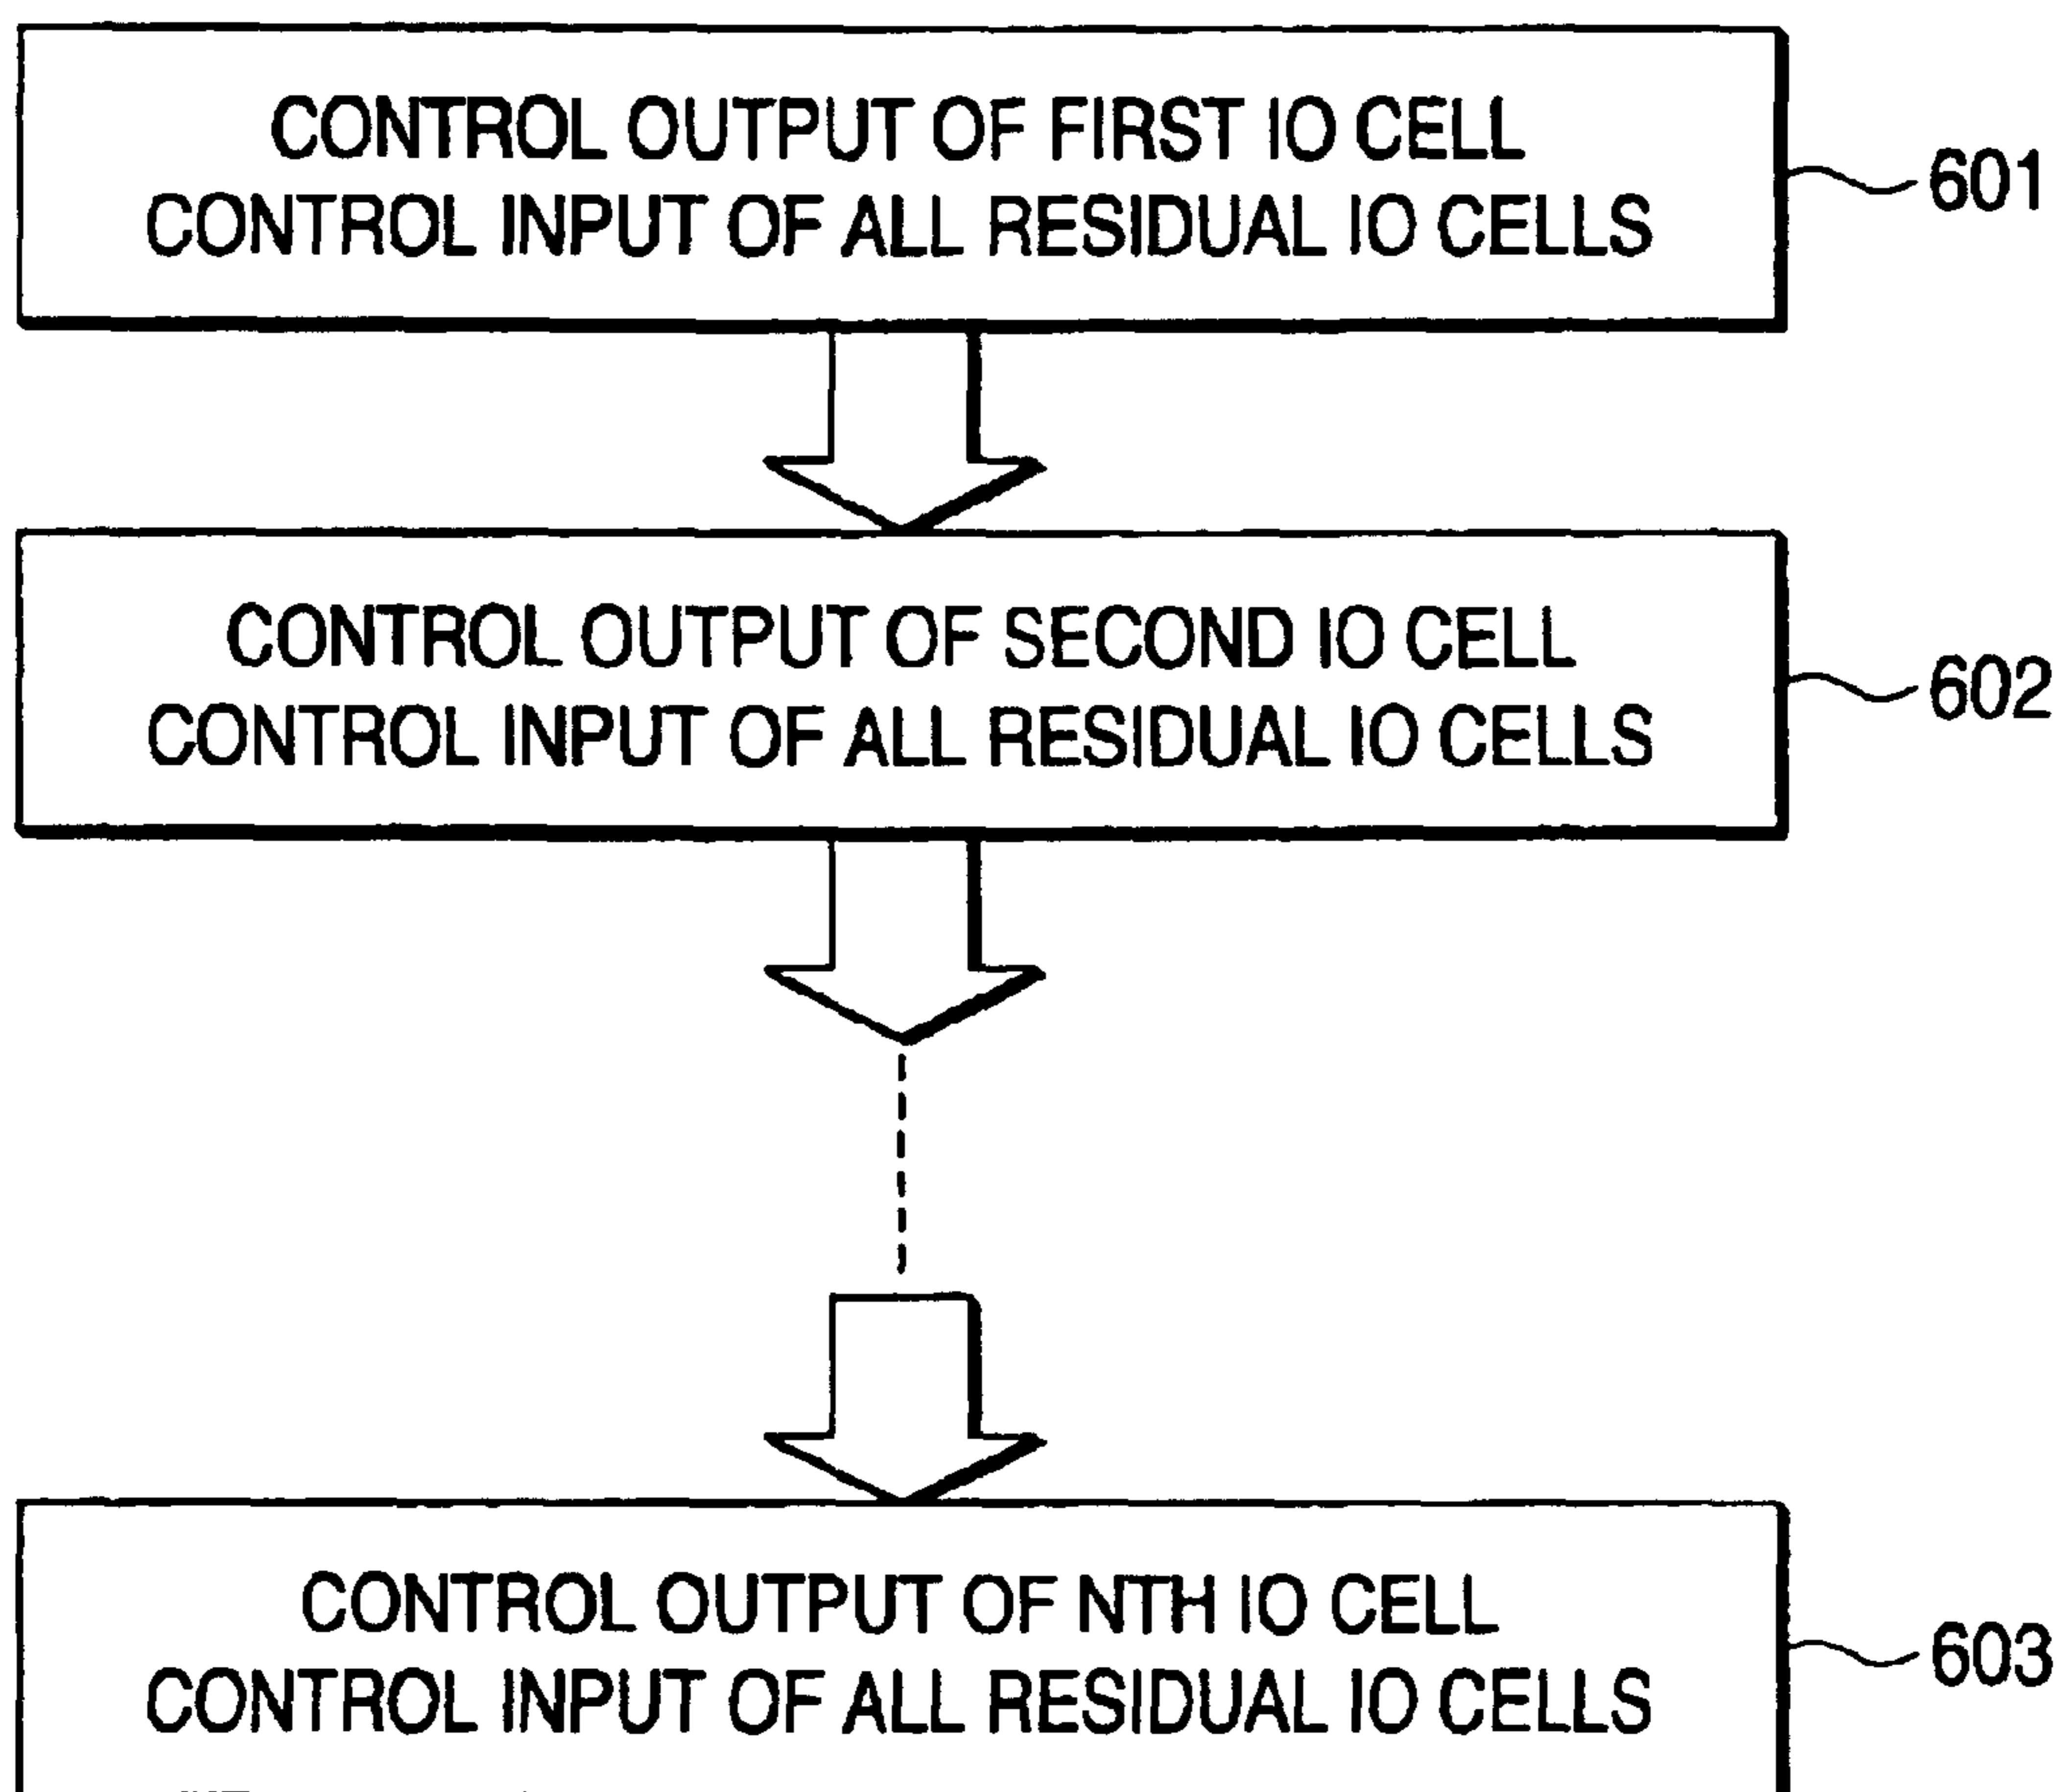 CONTROL OUTPUT OF FIRST IO CELL
CONTROL INPUT OF ALL RESIDUAL IO CELLS
601
CONTROL OUTPUT OF SECOND IO CELL
CONTROL INPUT OF ALL RESIDUAL IO CELLS
602
CONTROL OUTPUT OF NTH IO CELL
CONTROL INPUT OF ALL RESIDUAL IO CELLS
603